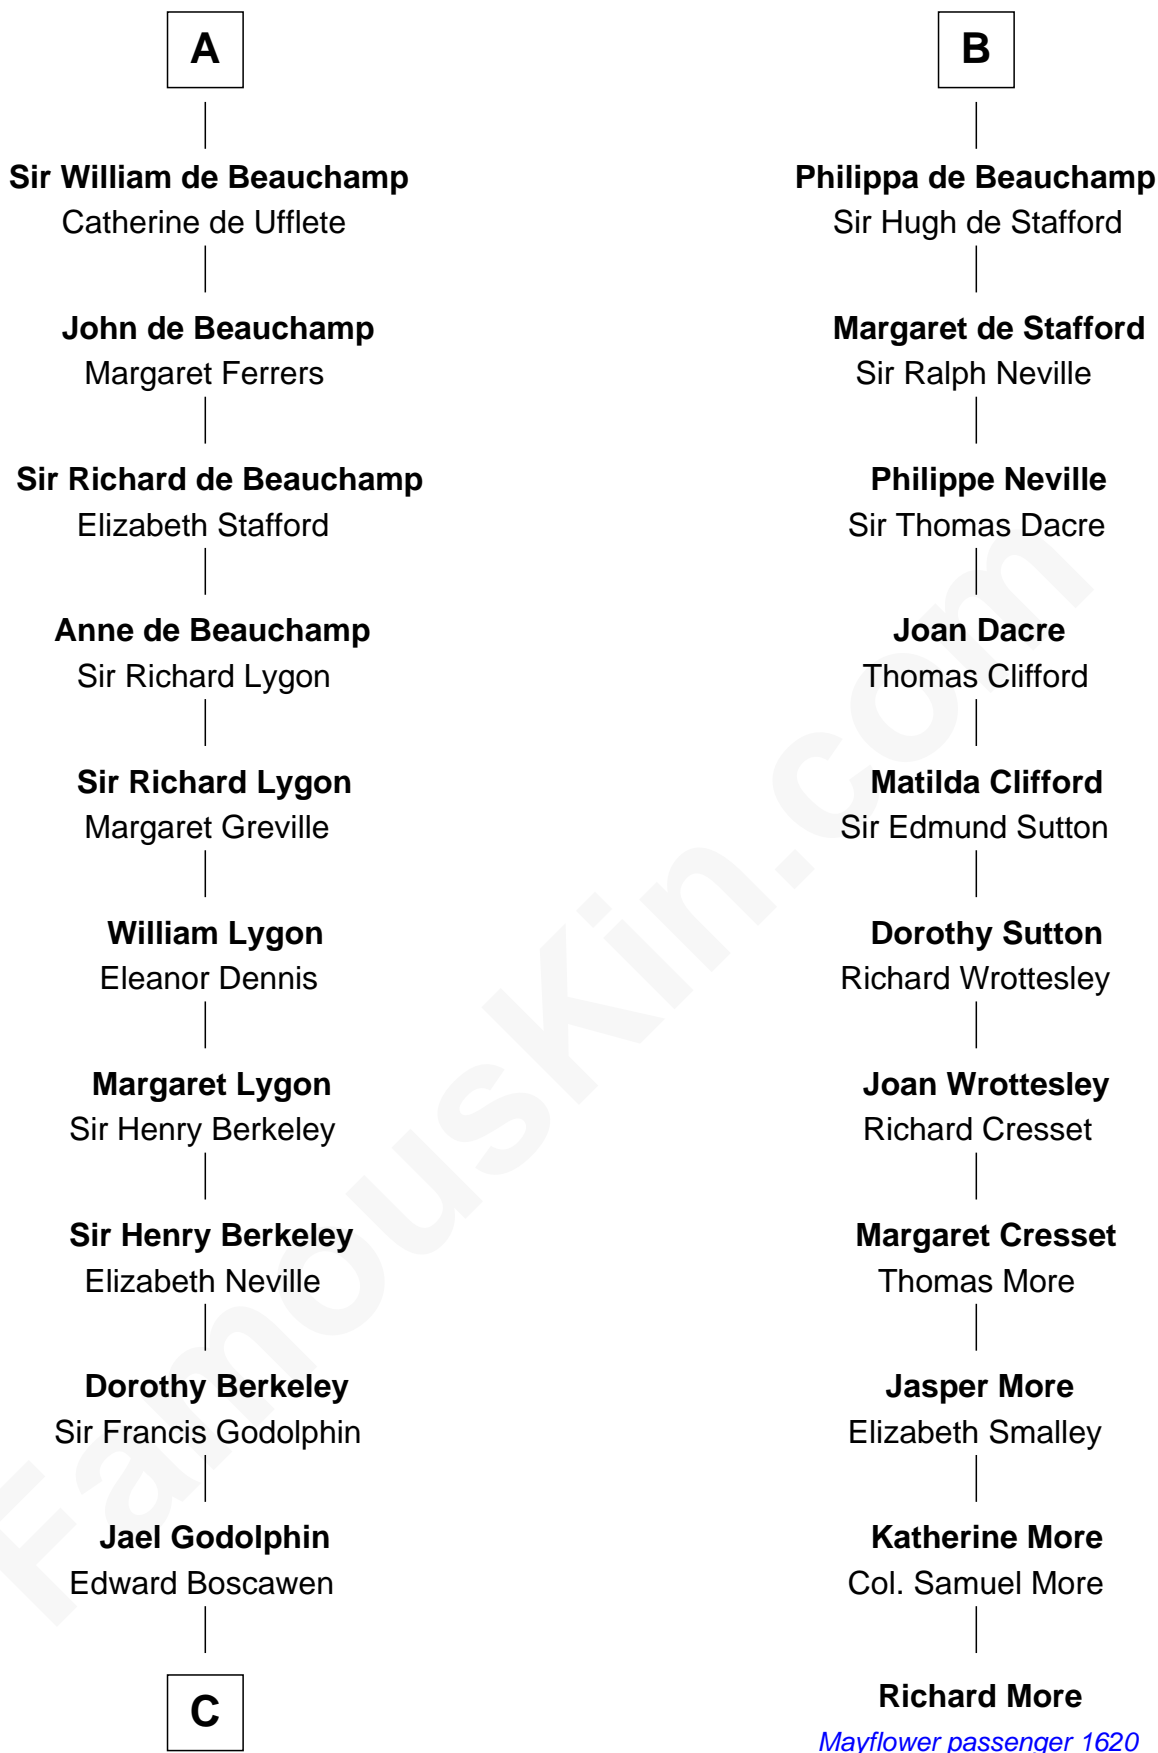 A
Sir William de Beauchamp
Catherine de Ufflete
John de Beauchamp
Margaret Ferrers
Sir Richard de Beauchamp
Elizabeth Stafford
Anne de Beauchamp
Sir Richard Lygon
Sir Richard Lygon
Margaret Greville
William Lygon
Eleanor Dennis
Margaret Lygon
Sir Henry Berkeley
Sir Henry Berkeley
Elizabeth Neville
Dorothy Berkeley
Sir Francis Godolphin
Jael Godolphin
Edward Boscawen
C
B
Philippa de Beauchamp
Sir Hugh de Stafford
Margaret de Stafford
Sir Ralph Neville
Philippe Neville
Sir Thomas Dacre
Joan Dacre
Thomas Clifford
Matilda Clifford
Sir Edmund Sutton
Dorothy Sutton
Richard Wrottesley
Joan Wrottesley
Richard Cresset
Margaret Cresset
Thomas More
Jasper More
Elizabeth Smalley
Katherine More
Col. Samuel More
Richard More
Mayflower passenger 1620
FamousKin.com